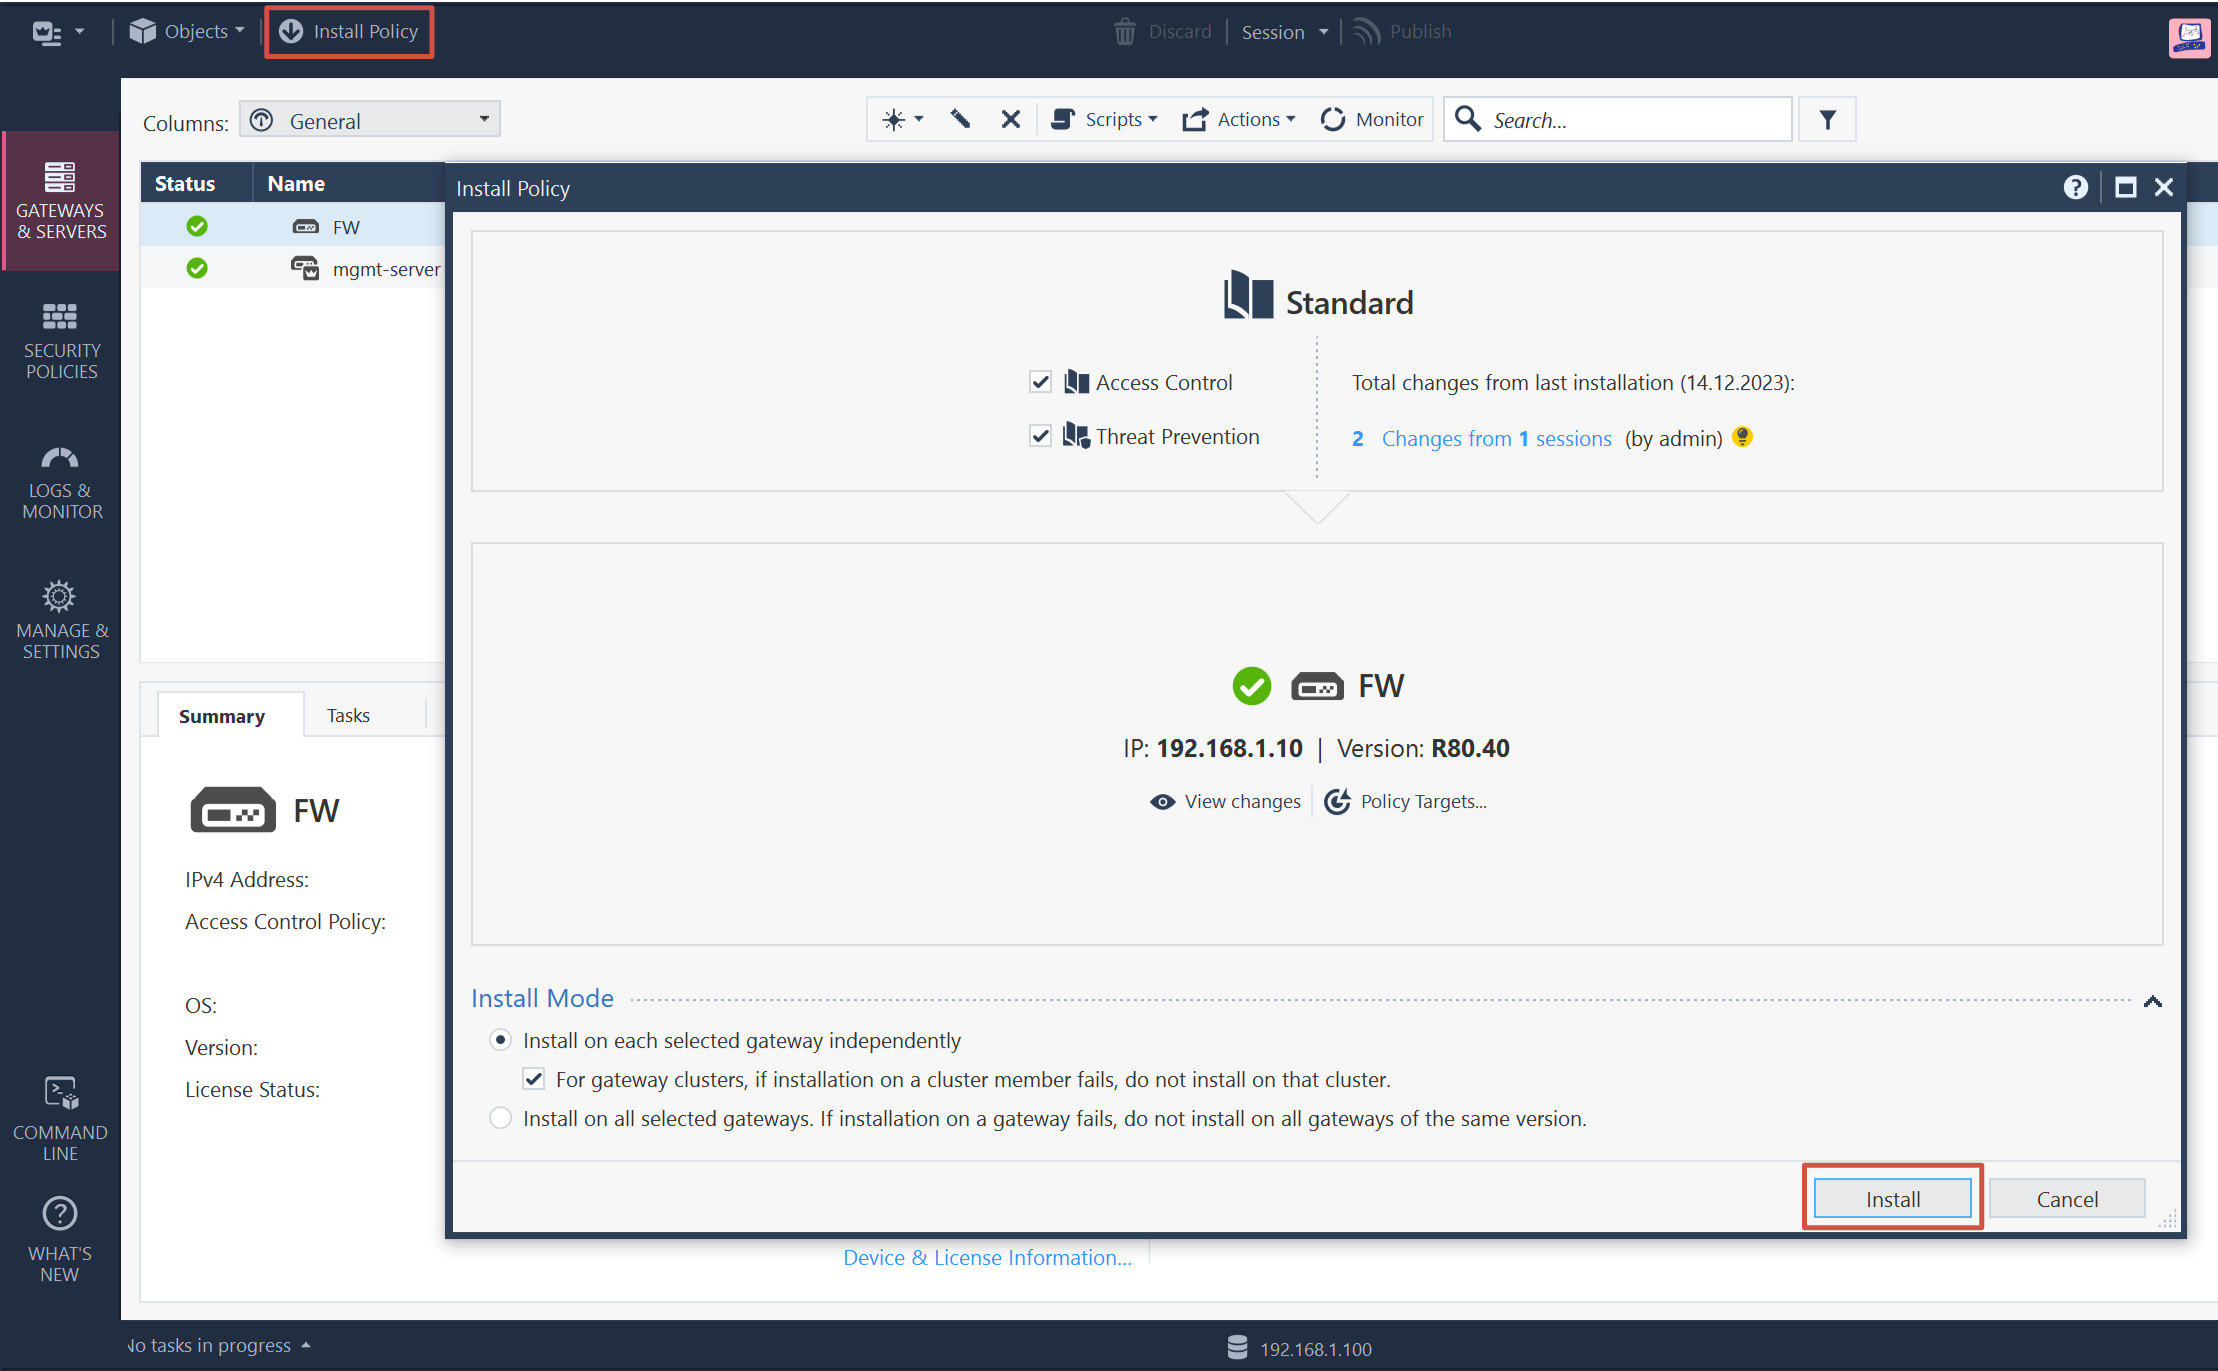 Objects
Install Policy
Discard
Session
Publish
Columns:
General
Scripts
Actions
Monitor
Search...
Status
Name
FW
mgmt-server
GATEWAYS
& SERVERS
SECURITY
POLICIES
LOGS &
MONITOR
MANAGE &
SETTINGS
COMMAND
LINE
WHAT'S
NEW
Install Policy
Standard
Access Control
Total changes from last installation (14.12.2023):
Threat Prevention
2 Changes from 1 sessions (by admin)
FW
IP: 192.168.1.10 | Version: R80.40
View changes
Policy Targets...
Install Mode
Install on each selected gateway independently
For gateway clusters, if installation on a cluster member fails, do not install on that cluster.
Install on all selected gateways. If installation on a gateway fails, do not install on all gateways of the same version.
Install
Cancel
Summary
Tasks
FW
IPv4 Address:
Access Control Policy:
OS:
Version:
License Status:
Device & License Information...
No tasks in progress
192.168.1.100